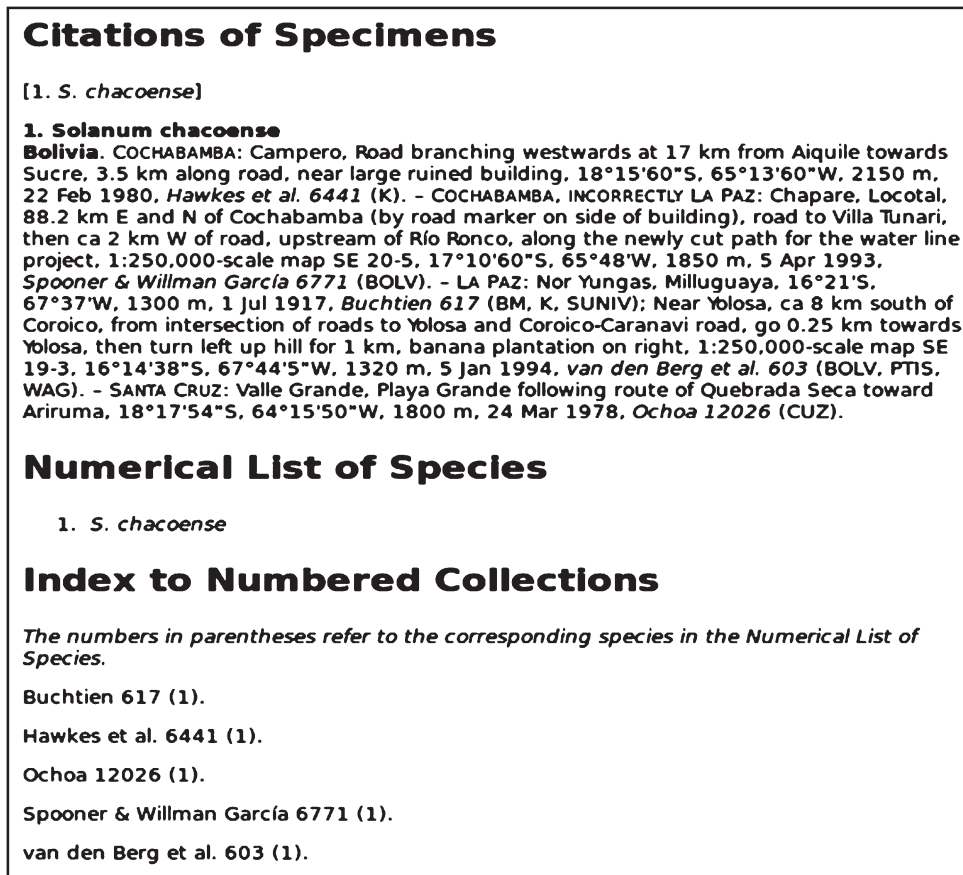 Citations of Specimens
[1. S. chacoense]
1. Solanum chacoense
Bolivia. COCHABAMBA: Campero, Road branching westwards at 17 km from Aiquile towards
Sucre, 3.5 km along road, near large ruined building, 18°15'60"S, 65°13'60"W, 2150 m,
22 Feb 1980, Hawkes et al. 6441 (K). – COCHABAMBA, INCORRECTLY LA PAZ: Chapare, Locotal,
88.2 km E and N of Cochabamba (by road marker on side of building), road to Villa Tunari,
then ca 2 km W of road, upstream of Río Ronco, along the newly cut path for the water line
project, 1:250,000-scale map SE 20-5, 17°10'60"S, 65°48'W, 1850 m, 5 Apr 1993,
Spooner & Willman García 6771 (BOLV). – LA PAZ: Nor Yungas, Milluguaya, 16°21'S,
67°37'W, 1300 m, 1 Jul 1917, Buchtien 617 (BM, K, SUNIV); Near Yolosa, ca 8 km south of
Coroico, from intersection of roads to Yolosa and Coroico-Caranavi road, go 0.25 km towards
Yolosa, then turn left up hill for 1 km, banana plantation on right, 1:250,000-scale map SE
19-3, 16°14'38"S, 67°44'5"W, 1320 m, 5 Jan 1994, van den Berg et al. 603 (BOLV, PTIS,
WAG). – SANTA CRUZ: Valle Grande, Playa Grande following route of Quebrada Seca toward
Ariruma, 18°17'54"S, 64°15'50"W, 1800 m, 24 Mar 1978, Ochoa 12026 (CUZ).
Numerical List of Species
1. S. chacoense
Index to Numbered Collections
The numbers in parentheses refer to the corresponding species in the Numerical List of
Species.
Buchtien 617 (1).
Hawkes et al. 6441 (1).
Ochoa 12026 (1).
Spooner & Willman García 6771 (1).
van den Berg et al. 603 (1).